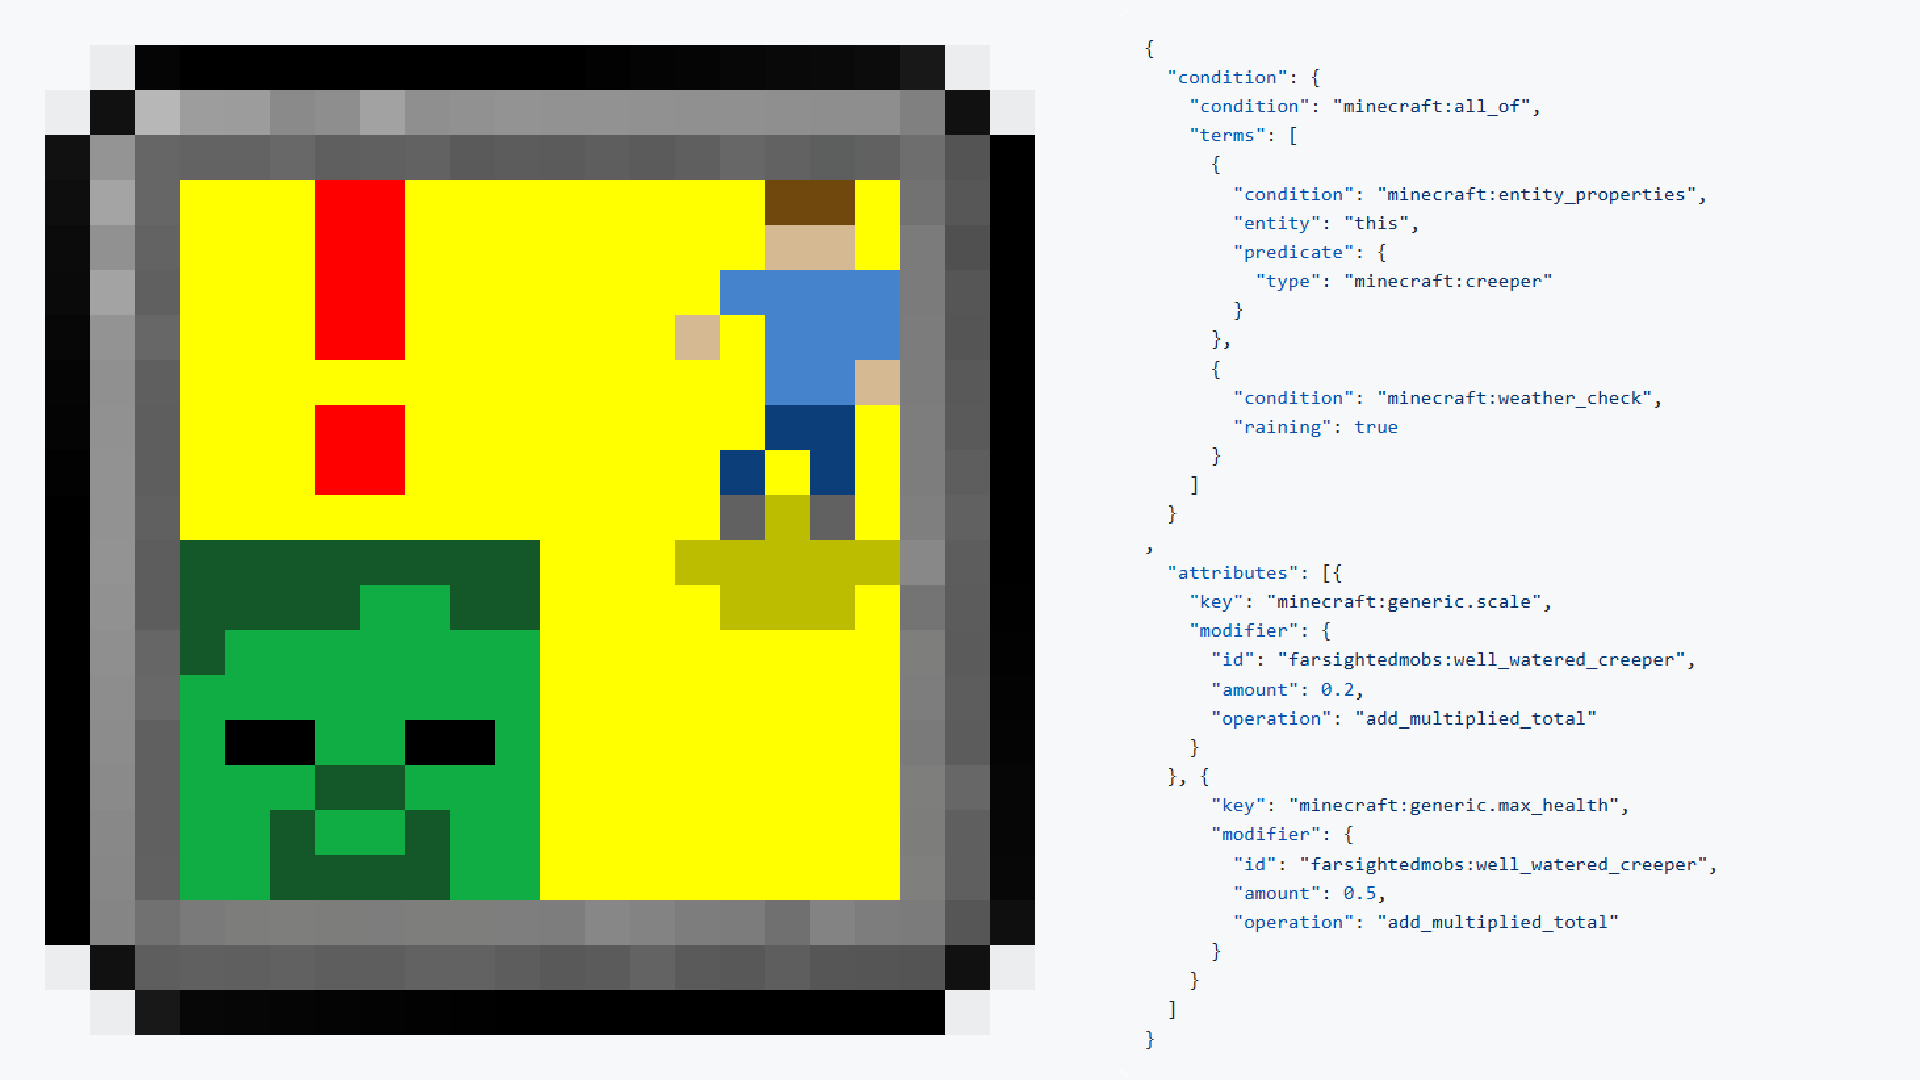 {
  "condition": {
    "condition": "minecraft:all_of",
    "terms": [
      {
        "condition": "minecraft:entity_properties",
        "entity": "this",
        "predicate": {
          "type": "minecraft:creeper"
        }
      },
      {
        "condition": "minecraft:weather_check",
        "raining": true
      }
    ]
  }
,
  "attributes": [{
    "key": "minecraft:generic.scale",
    "modifier": {
      "id": "farsightedmobs:well_watered_creeper",
      "amount": 0.2,
      "operation": "add_multiplied_total"
    }
  }, {
      "key": "minecraft:generic.max_health",
      "modifier": {
        "id": "farsightedmobs:well_watered_creeper",
        "amount": 0.5,
        "operation": "add_multiplied_total"
      }
    }
  ]
}